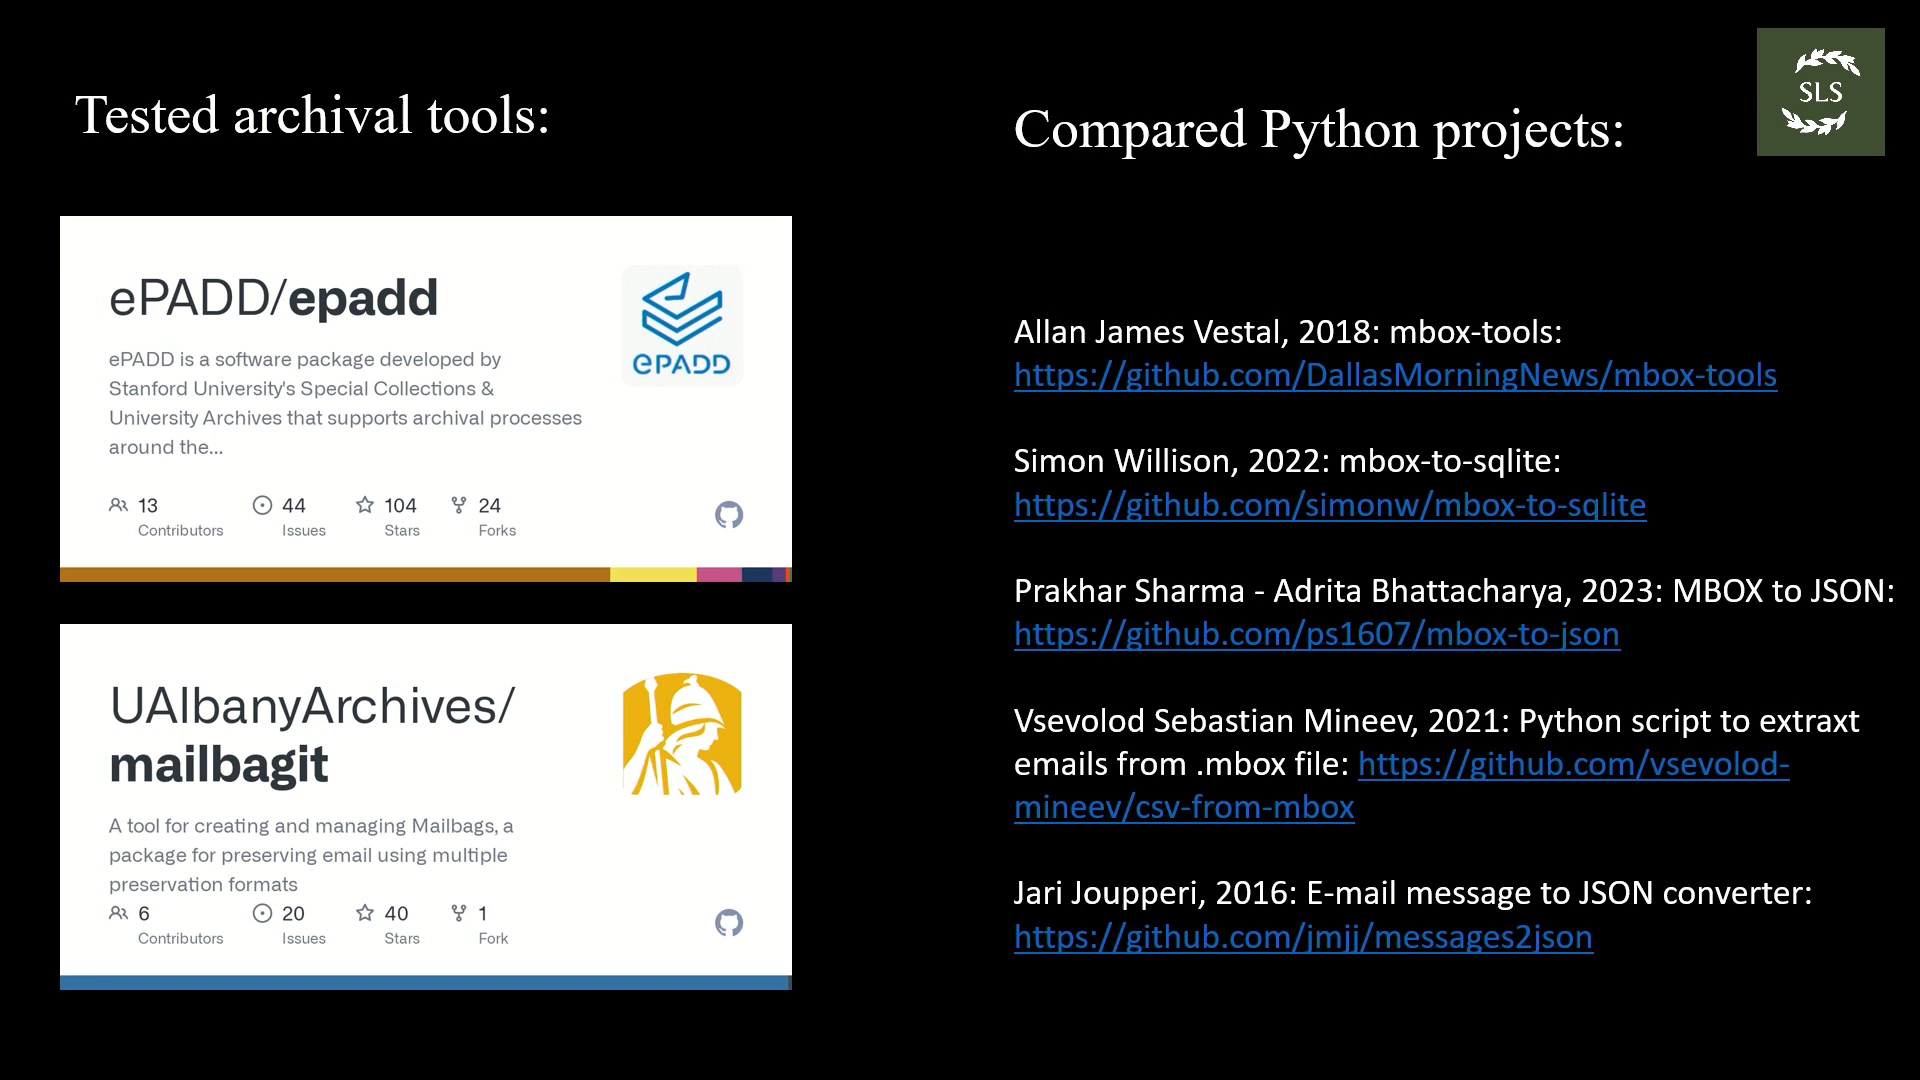 Tested archival tools:
ePADD/epadd
ePADD
ePADD is a software package developed by
Stanford University's Special Collections &
University Archives that supports archival processes
around the...
13
Contributors
44
Issues
104
Stars
24
Forks
UAlbanyArchives/
mailbagit
A tool for creating and managing Mailbags, a
package for preserving email using multiple
preservation formats
6
Contributors
20
Issues
40
Stars
1
Fork
Compared Python projects:
SLS
Allan James Vestal, 2018: mbox-tools:
https://github.com/DallasMorningNews/mbox-tools
Simon Willison, 2022: mbox-to-sqlite:
https://github.com/simonw/mbox-to-sqlite
Prakhar Sharma - Adrita Bhattacharya, 2023: MBOX to JSON:
https://github.com/ps1607/mbox-to-json
Vsevolod Sebastian Mineev, 2021: Python script to extraxt
emails from .mbox file: https://github.com/vsevolod-
mineev/csv-from-mbox
Jari Joupperi, 2016: E-mail message to JSON converter:
https://github.com/jmjj/messages2json